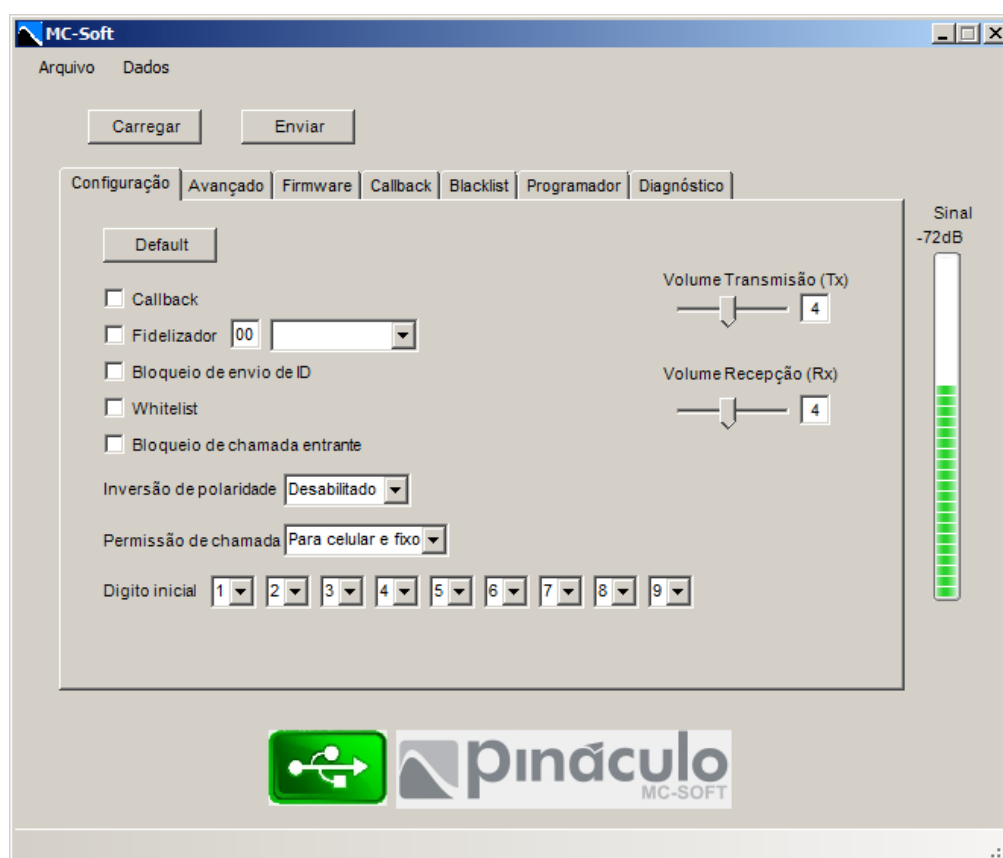 MC-Soft
Arquivo Dados
Carregar Enviar
Configuração Avançado Firmware Callback Blacklist Programador Diagnóstico
Sinal
-72dB
Default
Volume Transmisão (Tx)
4
Callback
Fidelizador 00
Bloqueio de envio de ID
Volume Recepção (Rx)
4
Whitelist
Bloqueio de chamada entrante
Inversão de polaridade Desabilitado
Permissão de chamada Para celular e fixo
Digito inicial 1 2 3 4 5 6 7 8 9
pináculo
MC-SOFT